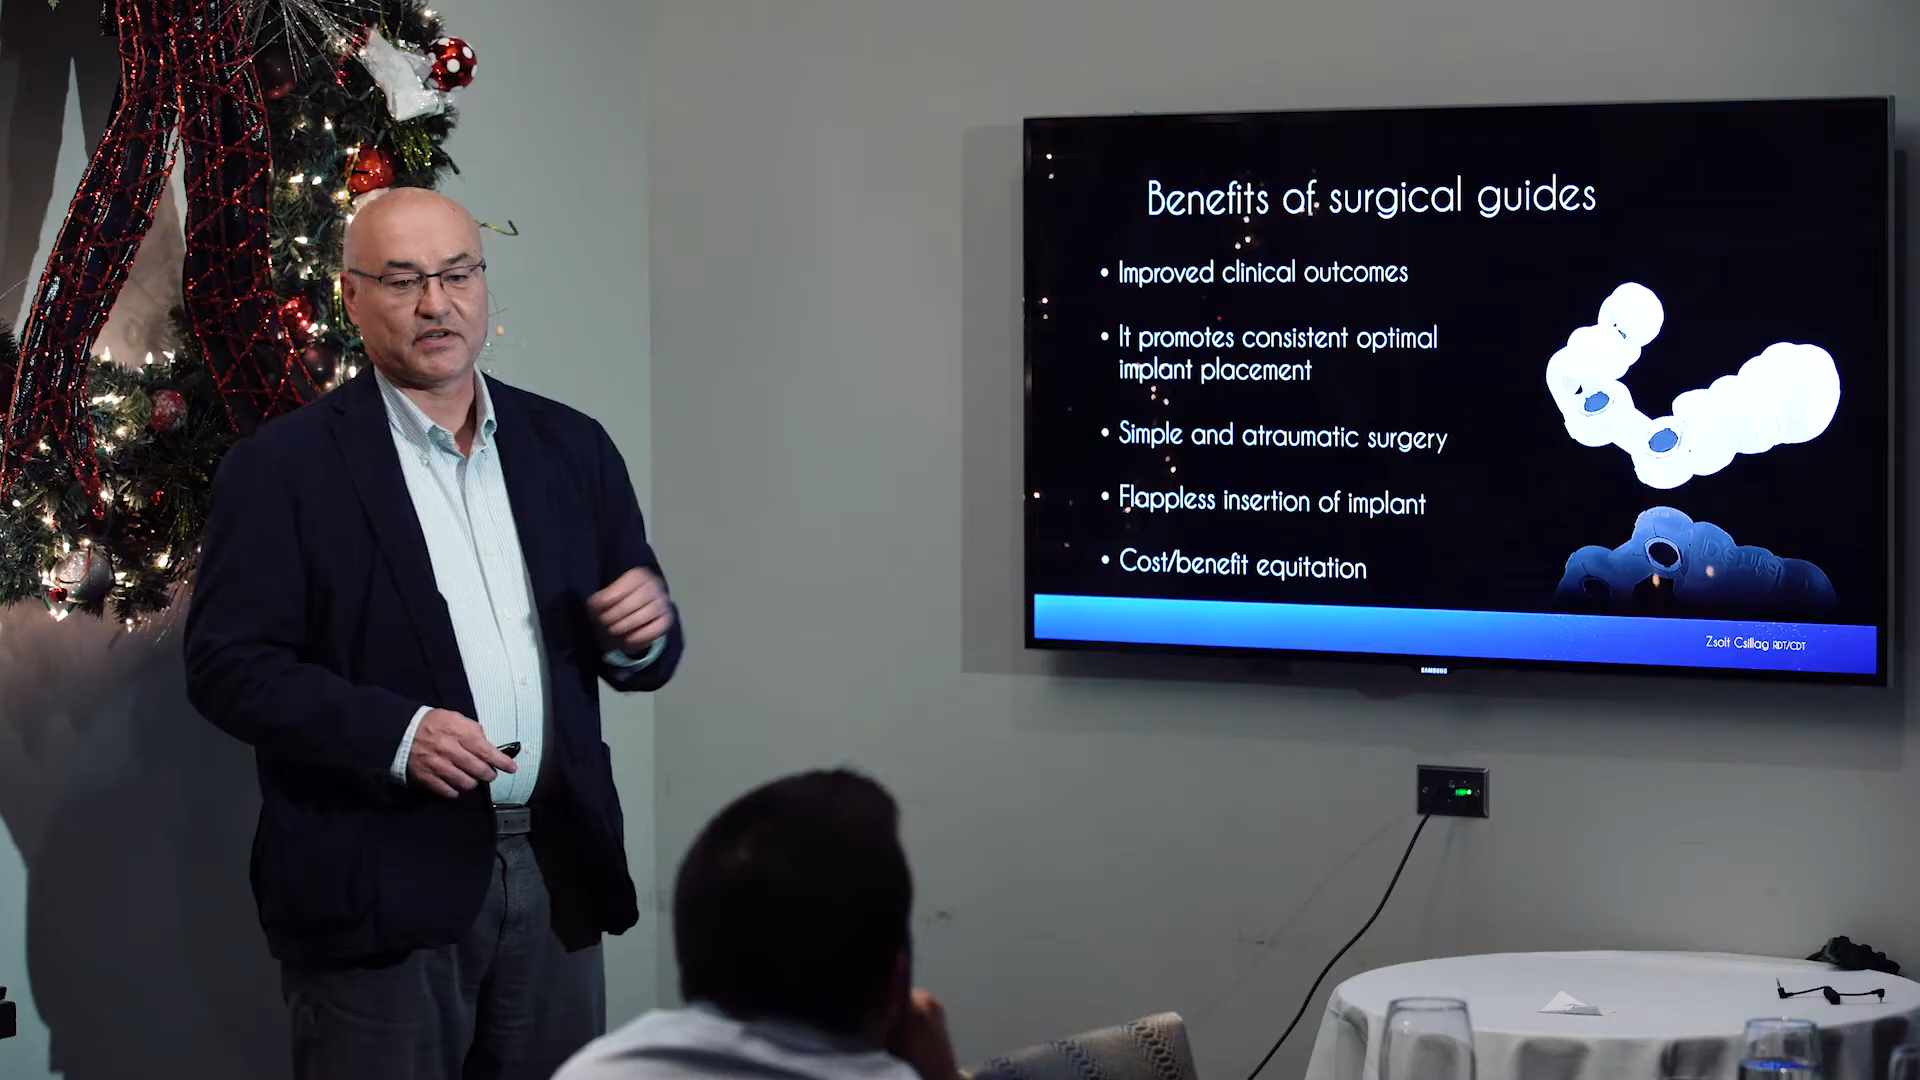 Benefits of surgical guides
• Improved clinical outcomes
• It promotes consistent optimal
implant placement
• Simple and atraumatic surgery
• Flappless insertion of implant
• Cost/benefit equitation
Zsolt Csillag RDT/CDT
SAMSUNG